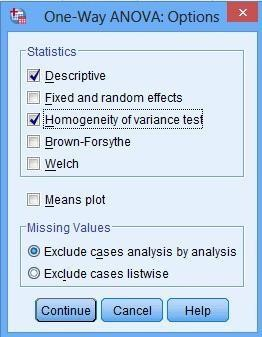 One-Way ANOVA: Options
Statistics
Descriptive
Fixed and random effects
Homogeneity of variance test
Brown-Forsythe
Welch
Means plot
Missing Values
Exclude cases analysis by analysis
Exclude cases listwise
Continue Cancel Help